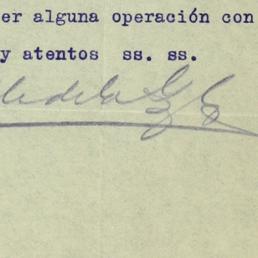 er alguna operación con
y atentos ss. ss.